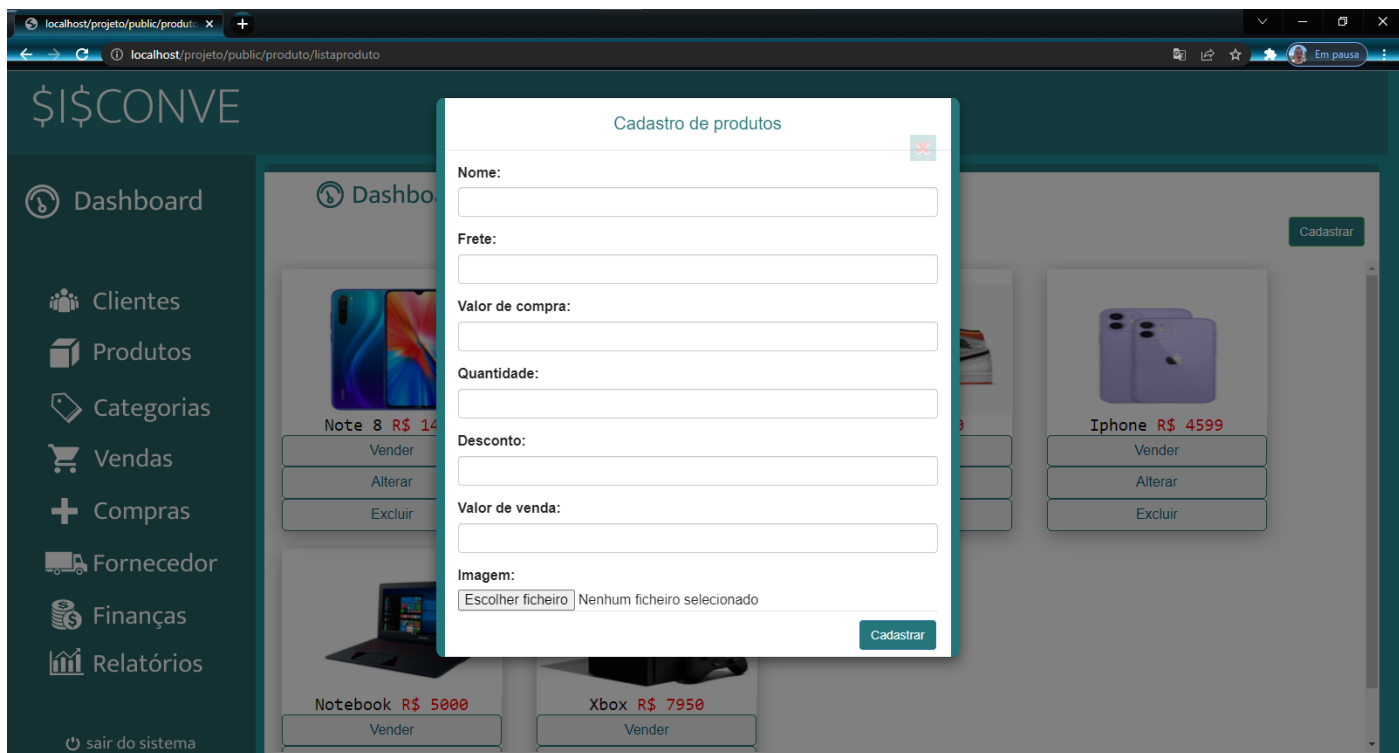 localhost/projeto/public/produto
localhost/projeto/public/produto/listaproduto
Em pausa
$I$CONVE
Dashboard
Clientes
Produtos
Categorias
Vendas
Compras
Fornecedor
Finanças
Relatórios
sair do sistema
Cadastrar
Cadastro de produtos
Nome:
Frete:
Valor de compra:
Quantidade:
Desconto:
Valor de venda:
Imagem:
Escolher ficheiro Nenhum ficheiro selecionado
Cadastrar
Note 8 R$ 14
Vender
Alterar
Excluir
Iphone R$ 4599
Vender
Alterar
Excluir
Notebook R$ 5000
Vender
Xbox R$ 7950
Vender